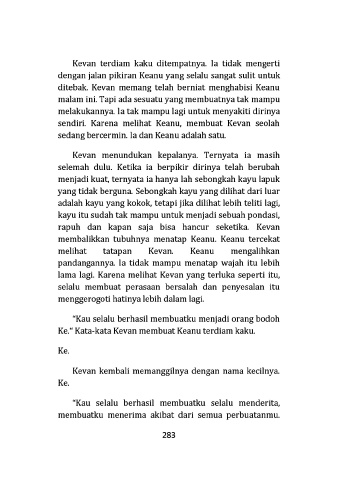 Kevan terdiam kaku ditempatnya. Ia tidak mengerti
dengan jalan pikiran Keanu yang selalu sangat sulit untuk
ditebak. Kevan memang telah berniat menghabisi Keanu
malam ini. Tapi ada sesuatu yang membuatnya tak mampu
melakukannya. Ia tak mampu lagi untuk menyakiti dirinya
sendiri. Karena melihat Keanu, membuat Kevan seolah
sedang bercermin. Ia dan Keanu adalah satu.
Kevan menundukan kepalanya. Ternyata ia masih
selemah dulu. Ketika ia berpikir dirinya telah berubah
menjadi kuat, ternyata ia hanya lah sebongkah kayu lapuk
yang tidak berguna. Sebongkah kayu yang dilihat dari luar
adalah kayu yang kokok, tetapi jika dilihat lebih teliti lagi,
kayu itu sudah tak mampu untuk menjadi sebuah pondasi,
rapuh dan kapan saja bisa hancur seketika. Kevan
membalikkan tubuhnya menatap Keanu. Keanu tercekat
melihat tatapan Kevan. Keanu mengalihkan
pandangannya. Ia tidak mampu menatap wajah itu lebih
lama lagi. Karena melihat Kevan yang terluka seperti itu,
selalu membuat perasaan bersalah dan penyesalan itu
menggerogoti hatinya lebih dalam lagi.
"Kau selalu berhasil membuatku menjadi orang bodoh
Ke." Kata-kata Kevan membuat Keanu terdiam kaku.
Ke.
Kevan kembali memanggilnya dengan nama kecilnya.
Ke.
"Kau selalu berhasil membuatku selalu menderita,
membuatku menerima akibat dari semua perbuatanmu.
283